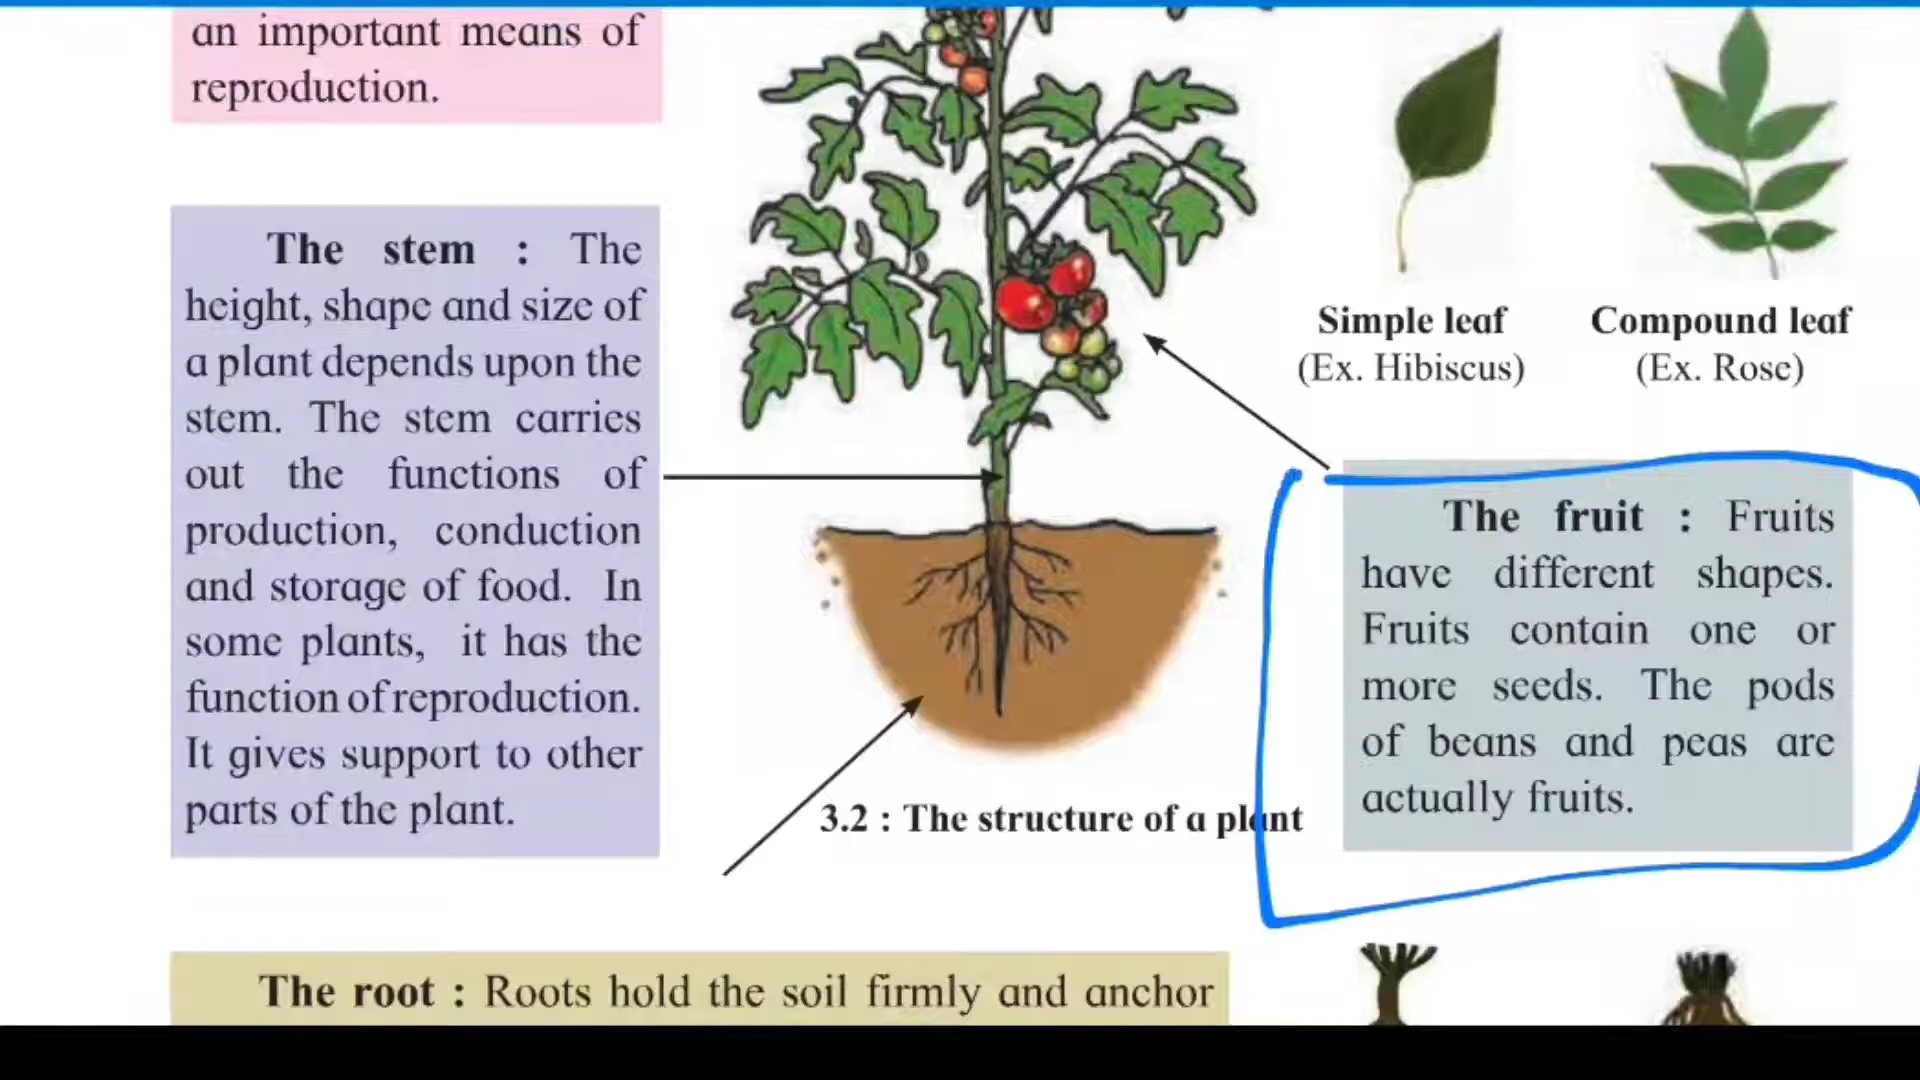 an important means of
reproduction.
The stem : The
height, shape and size of
a plant depends upon the
stem. The stem carries
out the functions of
production, conduction
and storage of food. In
some plants, it has the
function of reproduction.
It gives support to other
parts of the plant.
Simple leaf
(Ex. Hibiscus)
Compound leaf
(Ex. Rose)
The fruit : Fruits
have different shapes.
Fruits contain one or
more seeds. The pods
of beans and peas are
actually fruits.
3.2 : The structure of a plant
The root : Roots hold the soil firmly and anchor